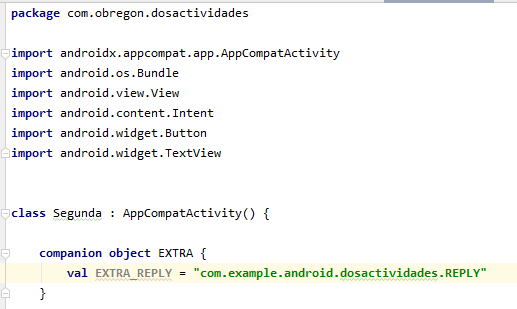 package com.obregon.dosactividades
import androidx.appcompat.app.AppCompatActivity
import android.os.Bundle
import android.view.View
import android.content.Intent
import android.widget.Button
import android.widget.TextView
class Segunda : AppCompatActivity() {
companion object EXTRA {
val EXTRA_REPLY = "com.example.android.dosactividades.REPLY"
}